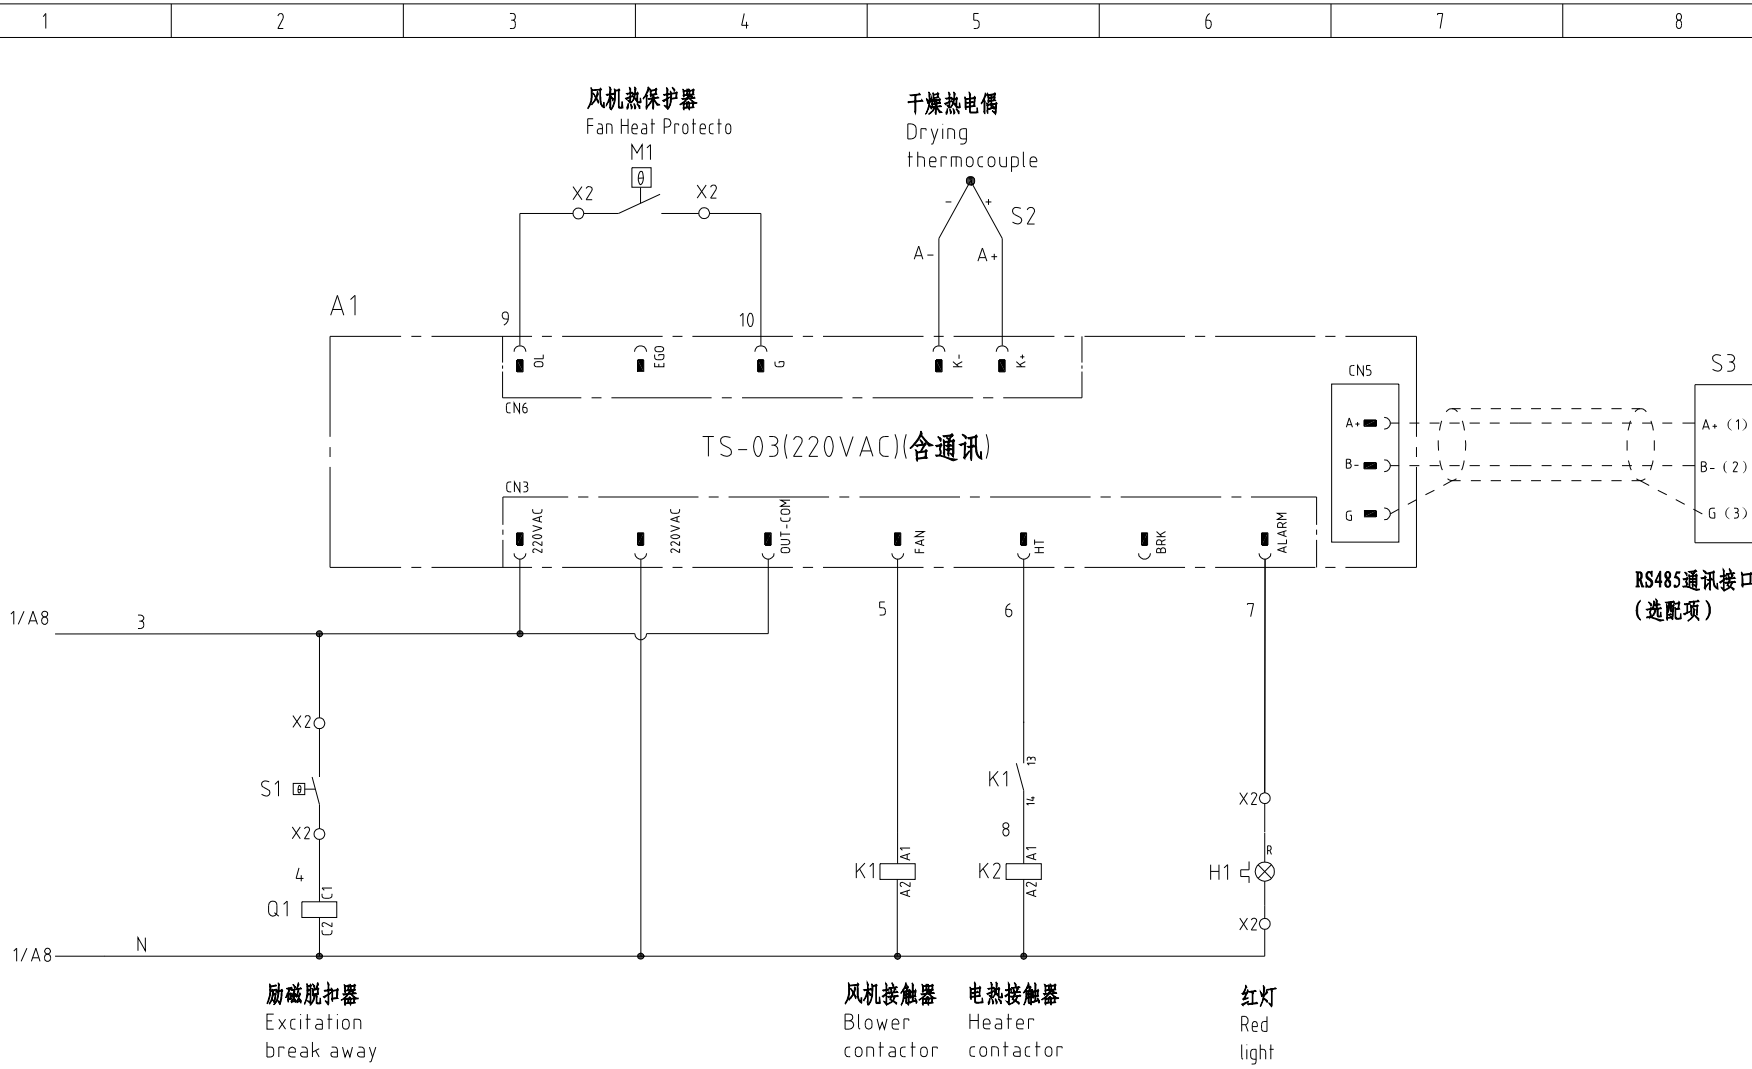 1 2 3 4 5 6 7 8
风机热保护器
Fan Heat Protecto
M1
θ
X2 X2
干燥热电偶
Drying
thermocouple
- +
S2
A- A+
A1
9 10
OL EGO G K- K+
CN6
TS-03(220VAC)(含通讯)
CN5
A+
B-
G
S3
A+ (1)
B- (2)
G (3)
RS485通讯接口
(选配项)
CN3
220VAC 220VAC OUT-COM FAN HT BRK ALARM
1/A8 3
5 6 7
X2
S1 θ
X2
4
C1
Q1
C2
K1 13
14
8
K1 A1
A2
K2 A1
A2
X2
R
H1
X2
1/A8 N
励磁脱扣器
Excitation
break away
风机接触器
Blower
contactor
电热接触器
Heater
contactor
红灯
Red
light